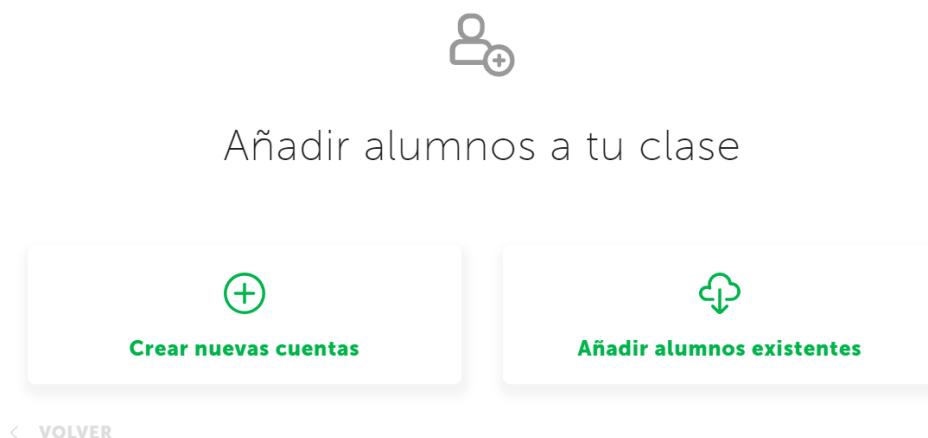 Añadir alumnos a tu clase
Crear nuevas cuentas
Añadir alumnos existentes
VOLVER